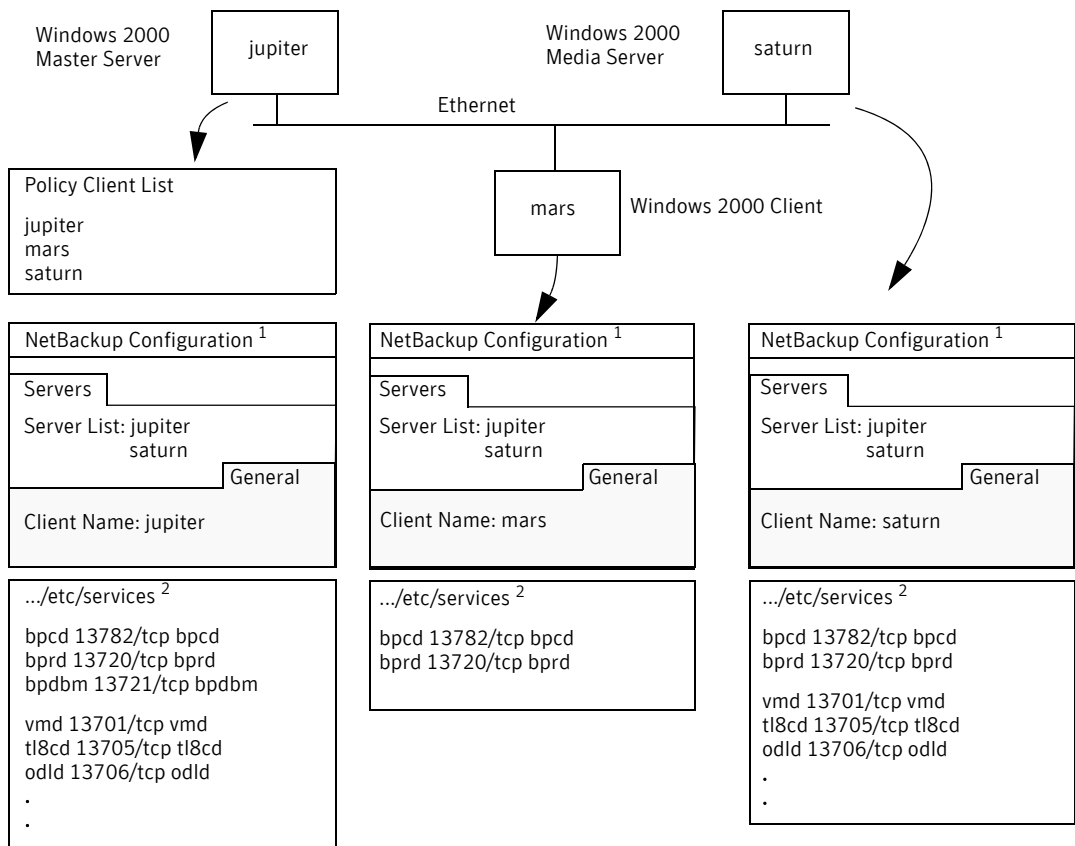 Windows 2000
Master Server
jupiter
Windows 2000
Media Server
saturn
Ethernet
Policy Client List
jupiter
mars
saturn
mars
Windows 2000 Client
NetBackup Configuration 1
Servers
Server List: jupiter
saturn
General
Client Name: jupiter
.../etc/services 2
bpcd 13782/tcp bpcd
bprd 13720/tcp bprd
bpdbm 13721/tcp bpdbm
vmd 13701/tcp vmd
tl8cd 13705/tcp tl8cd
odld 13706/tcp odld
.
.
NetBackup Configuration 1
Servers
Server List: jupiter
saturn
General
Client Name: mars
.../etc/services 2
bpcd 13782/tcp bpcd
bprd 13720/tcp bprd
NetBackup Configuration 1
Servers
Server List: jupiter
saturn
General
Client Name: saturn
.../etc/services 2
bpcd 13782/tcp bpcd
bprd 13720/tcp bprd
vmd 13701/tcp vmd
tl8cd 13705/tcp tl8cd
odld 13706/tcp odld
.
.